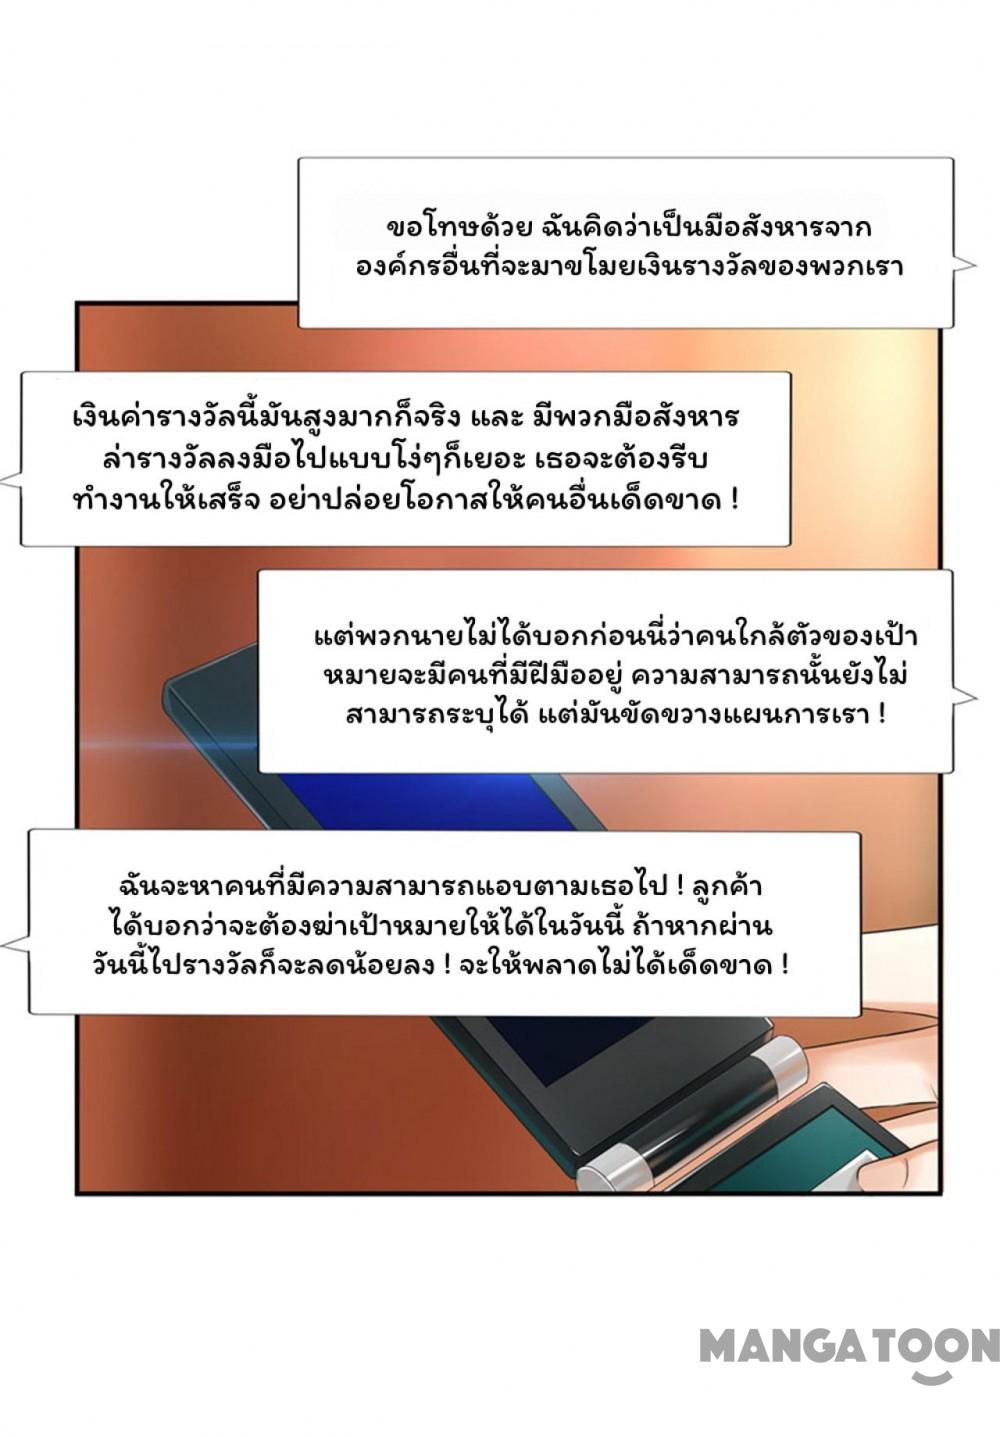 ขอโทษด้วย ฉันคิดว่าเป็นมือสังหารจาก
องค์กรอื่นที่จะมาขโมยเงินรางวัลของพวกเรา
เงินค่ารางวัลนี้มันสูงมากก็จริง และ มีพวกมือสังหาร
ล่ารางวัลลงมือไปแบบโง่ๆก็เยอะ เธอจะต้องรีบ
ทำงานให้เสร็จ อย่าปล่อยโอกาสให้คนอื่นเด็ดขาด !
แต่พวกนายไม่ได้บอกก่อนนี่ว่าคนใกล้ตัวของเป้า
หมายจะมีคนที่มีฝีมืออยู่ ความสามารถนั้นยังไม่
สามารถระบุได้ แต่มันขัดขวางแผนการเรา !
ฉันจะหาคนที่มีความสามารถแอบตามเธอไป ! ลูกค้า
ได้บอกว่าจะต้องฆ่าเป้าหมายให้ได้ในวันนี้ ถ้าหากผ่าน
วันนี้ไปรางวัลก็จะลดน้อยลง ! จะให้พลาดไม่ได้เด็ดขาด !
MANGATOON